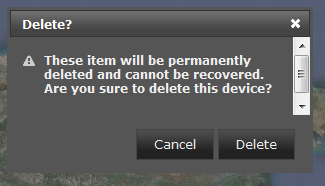 Delete?
These item will be permanently
deleted and cannot be recovered.
Are you sure to delete this device?
Cancel Delete